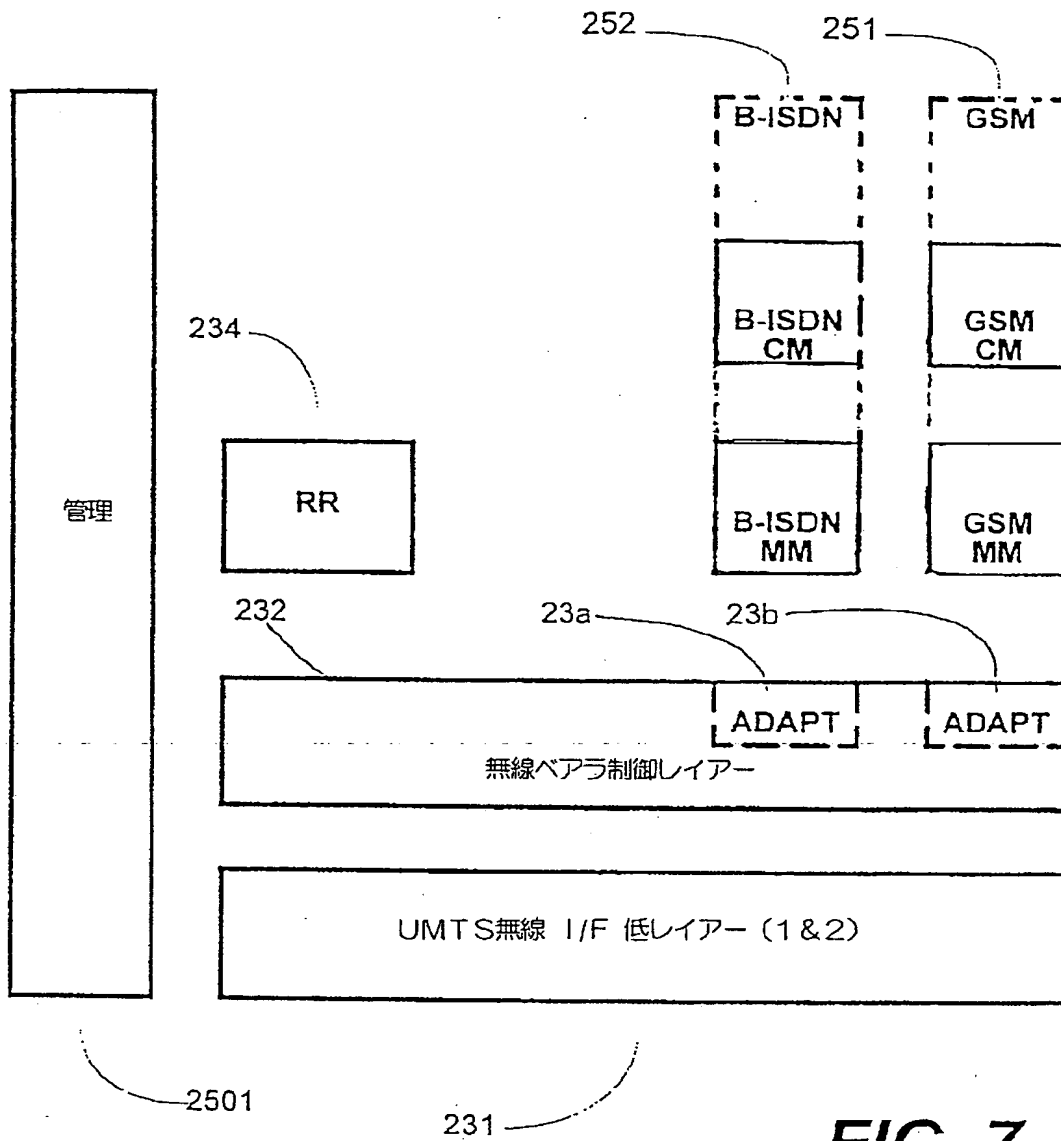 252
251
B-ISDN
GSM
B-ISDN
CM
GSM
CM
234
RR
管理
B-ISDN
MM
GSM
MM
232
23a
23b
ADAPT
ADAPT
無線ベアラ制御レイアー
UMTS無線 I/F 低レイアー (1&2)
2501
231
FIG. 7